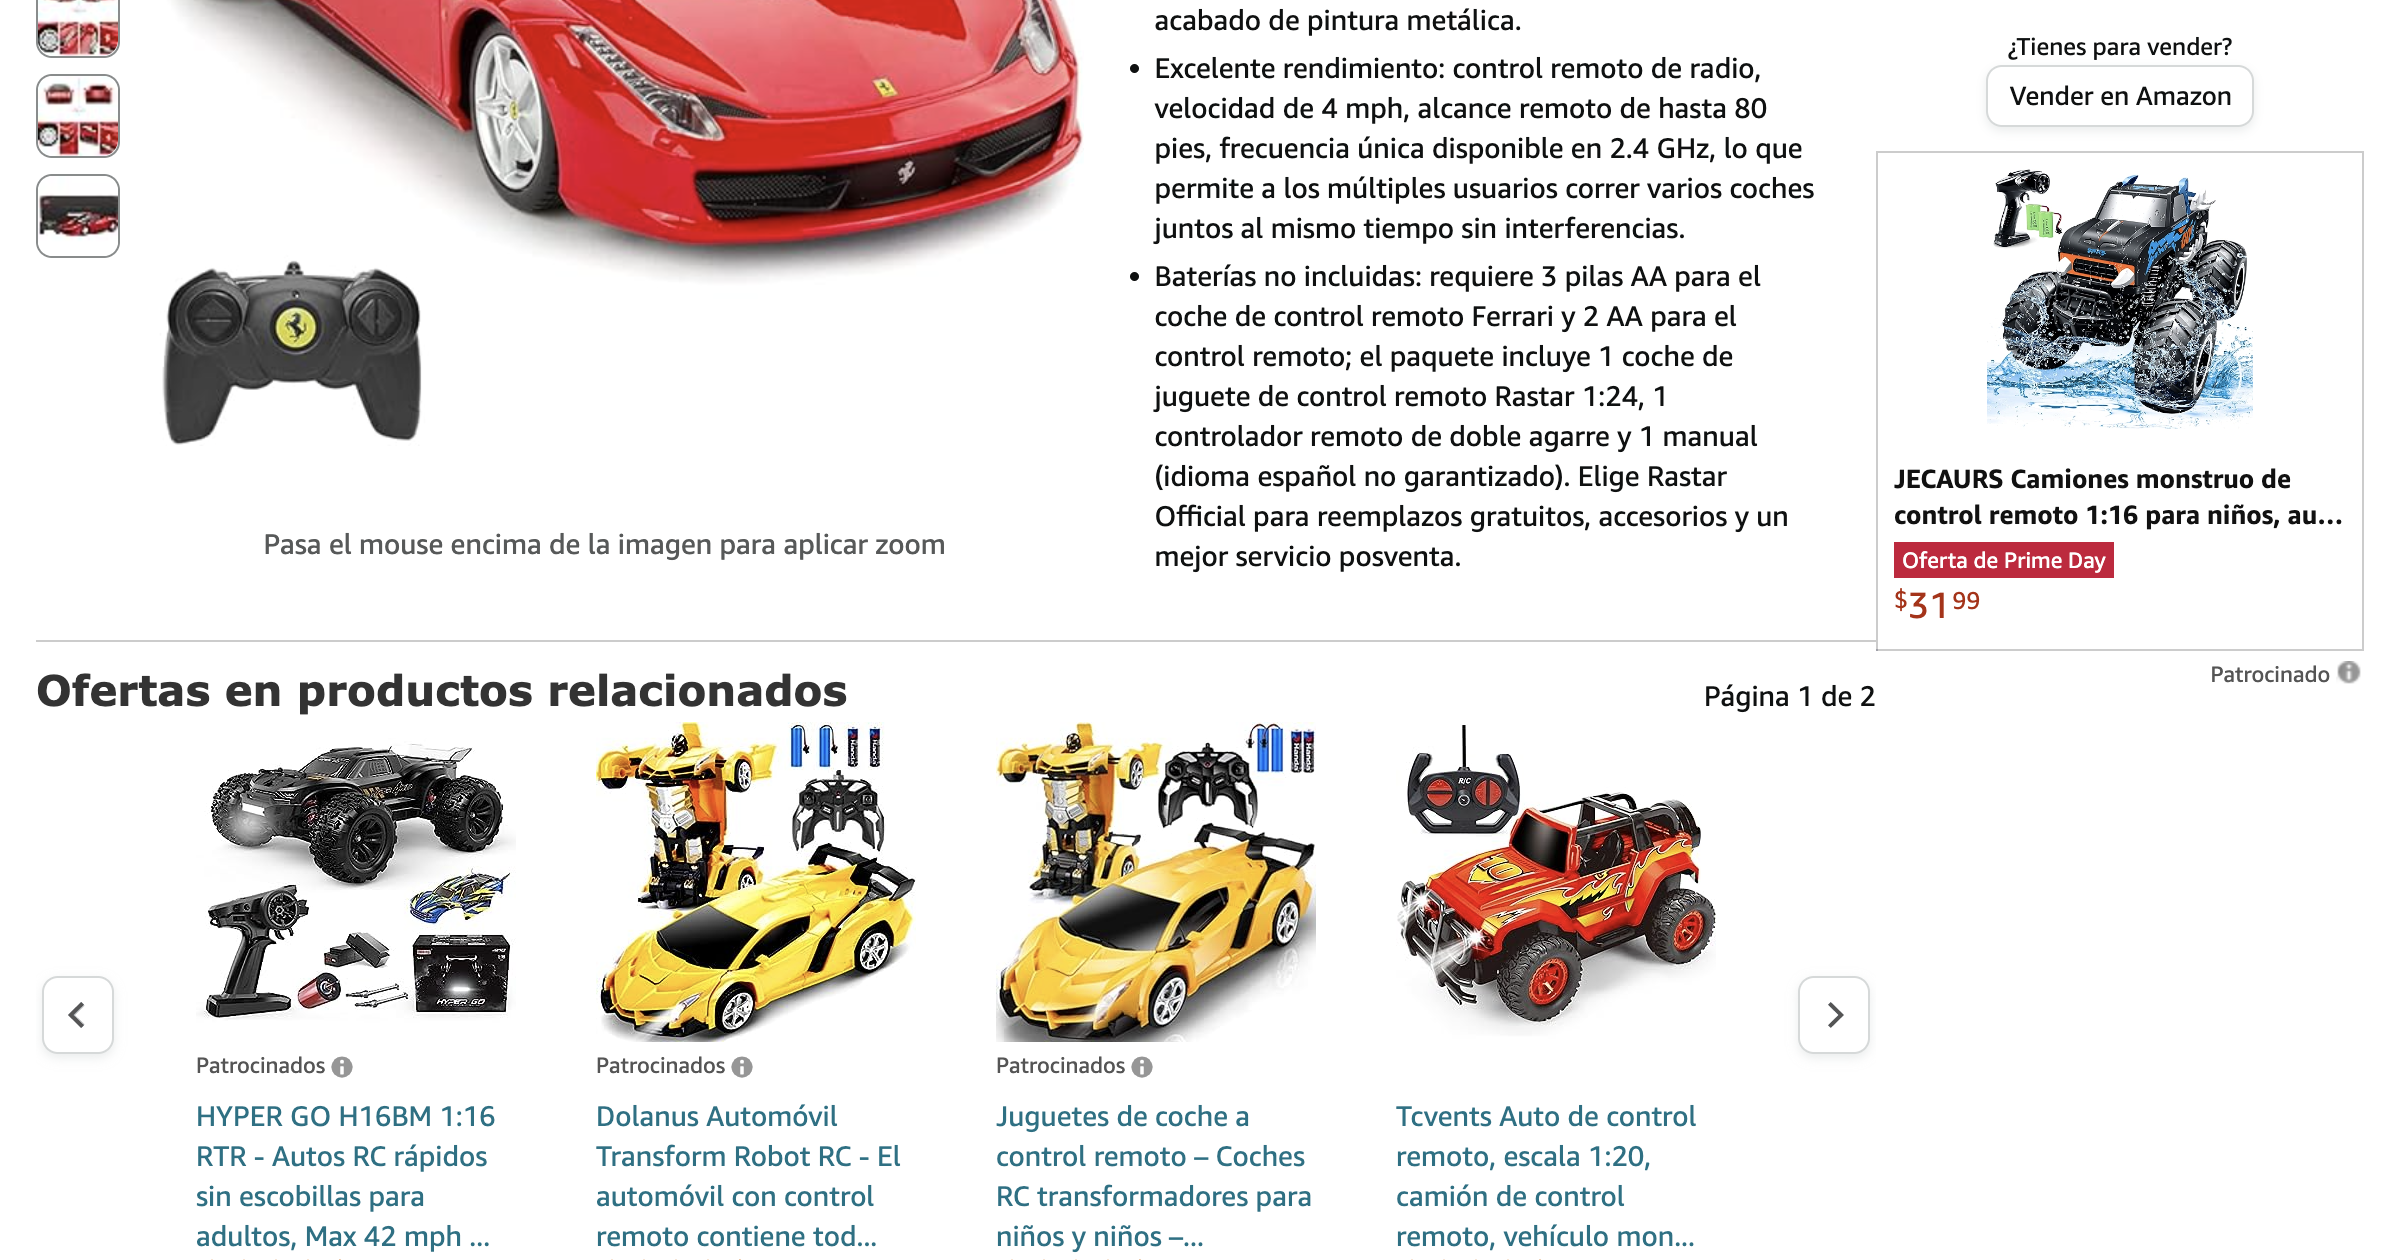 acabado de pintura metálica.
• Excelente rendimiento: control remoto de radio,
velocidad de 4 mph, alcance remoto de hasta 80
pies, frecuencia única disponible en 2.4 GHz, lo que
permite a los múltiples usuarios correr varios coches
juntos al mismo tiempo sin interferencias.
• Baterías no incluidas: requiere 3 pilas AA para el
coche de control remoto Ferrari y 2 AA para el
control remoto; el paquete incluye 1 coche de
juguete de control remoto Rastar 1:24, 1
controlador remoto de doble agarre y 1 manual
(idioma español no garantizado). Elige Rastar
Official para reemplazos gratuitos, accesorios y un
mejor servicio posventa.
Pasa el mouse encima de la imagen para aplicar zoom
¿Tienes para vender?
Vender en Amazon
JECAURS Camiones monstruo de
control remoto 1:16 para niños, au...
Oferta de Prime Day
$31 99
Patrocinado
Ofertas en productos relacionados
Página 1 de 2
HYPER GO
R/C
Patrocinados
HYPER GO H16BM 1:16
RTR - Autos RC rápidos
sin escobillas para
adultos, Max 42 mph ...
Patrocinados
Dolanus Automóvil
Transform Robot RC - El
automóvil con control
remoto contiene tod...
Patrocinados
Juguetes de coche a
control remoto – Coches
RC transformadores para
niños y niños –...
Tcvents Auto de control
remoto, escala 1:20,
camión de control
remoto, vehículo mon...